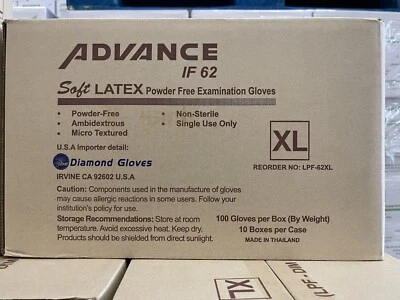 ADVANCE
IF 62
Soft LATEX Powder Free Examination Gloves
• Powder-Free
• Ambidextrous
• Micro Textured
• Non-Sterile
• Single Use Only
U.S.A Importer detail:
Diamond Gloves
IRVINE CA 92602 U.S.A
XL
REORDER NO: LPF-62XL
Caution: Components used in the manufacture of gloves
may cause allergic reactions in some users. Follow your
institution's policy for use.
Storage Recommendations: Store at room
temperature. Avoid excessive heat. Keep dry.
Products should be shielded from direct sunlight.
100 Gloves per Box (By Weight)
10 Boxes per Case
MADE IN THAILAND